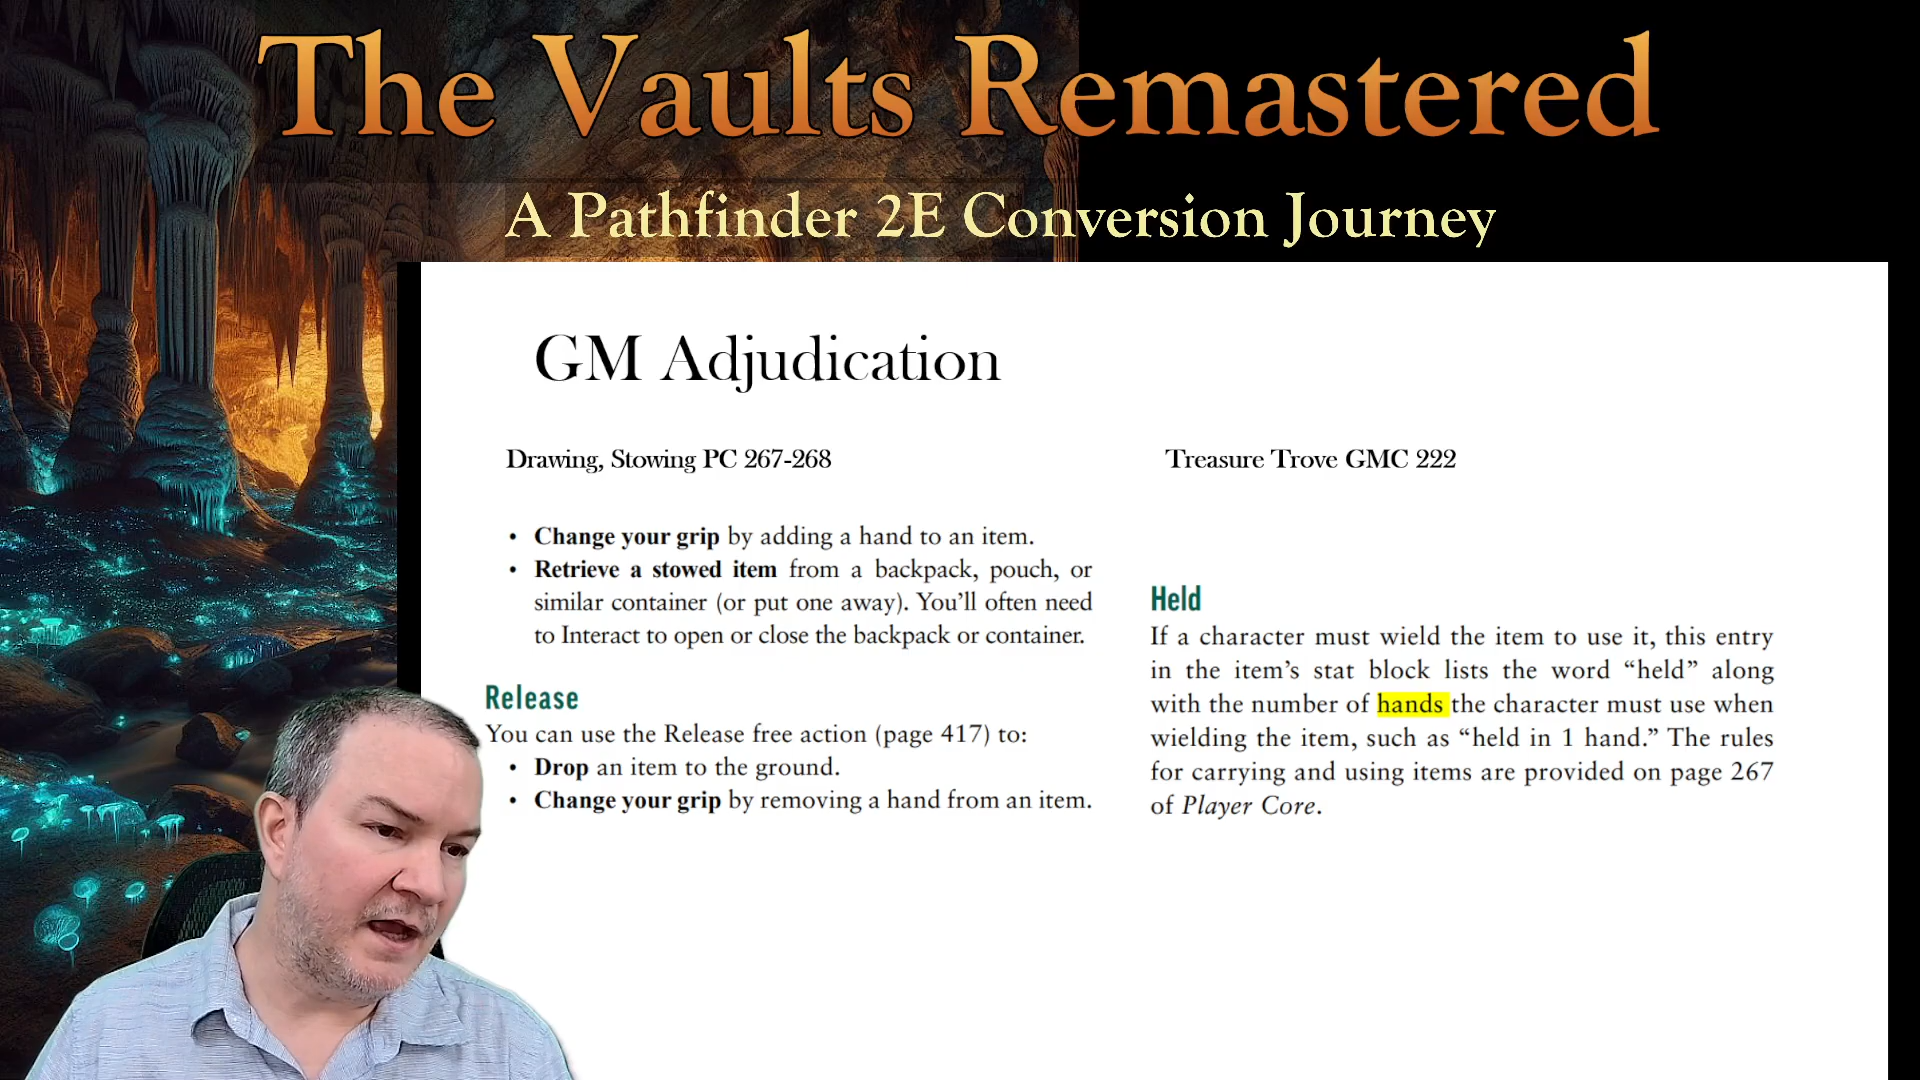 The Vaults Remastered
A Pathfinder 2E Conversion Journey
GM Adjudication
Drawing, Stowing PC 267-268
• Change your grip by adding a hand to an item.
• Retrieve a stowed item from a backpack, pouch, or
similar container (or put one away). You’ll often need
to Interact to open or close the backpack or container.
Release
You can use the Release free action (page 417) to:
• Drop an item to the ground.
• Change your grip by removing a hand from an item.
Treasure Trove GMC 222
Held
If a character must wield the item to use it, this entry
in the item’s stat block lists the word “held” along
with the number of hands the character must use when
wielding the item, such as “held in 1 hand.” The rules
for carrying and using items are provided on page 267
of Player Core.